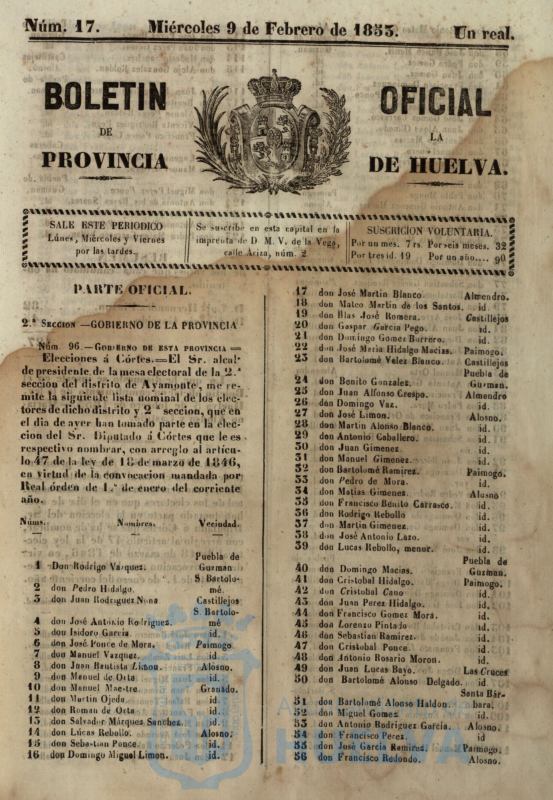 Núm. 17. Miércoles 9 de Febrero de 1853. Un real.
BOLETIN OFICIAL
DE LA
PROVINCIA DE HUELVA.
SALE ESTE PERIODICO
Lúnes, Miércoles y Viernes
por las tardes.
Se suscribe en esta capital en la
imprenta de D M. V. de la Vega,
calle Aciza, núm. 2
SUSCRICION VOLUNTARIA.
Por un mes. 7 rs. Por seis meses. 32
Por tres id. 19 Por un año.... 90
PARTE OFICIAL.
2.ª SECCION—GOBIERNO DE LA PROVINCIA
Núm. 96.—GOBIERNO DE ESTA PROVINCIA=
Elecciones á Córtes.=El Sr. alcal-
de presidente de la mesa electoral de la 2.ª
seccion del distrito de Ayamonte, me re-
mite la siguiente lista nominal de los elec-
tores de dicho distrito y 2ª seccion, que en
el dia de ayer han tomado parte en la elec-
cion del Sr. Diputado á Córtes que le es
respectivo nombrar, con arreglo al artícu-
lo 47 de la ley de 18 de marzo de 1846,
en virtud de la convocacion mandada por
Real órden de 1.º de enero del corriente
año.
Núms. Nombres. Vecindad.
Puebla de
1 Don Rodrigo Vazquez. Guzman
S. Bartolo-
2 don Pedro Hidalgo. mé.
3 don Juan Rodriguez Nuna Castillejos
S. Bartolo-
4 don José Antonio Rodriguez. mé
5 don Isidoro Garcia. id.
6 don José Ponce de Mora. Paimogo
7 don Manuel Vazquez. id.
8 don Juan Bautista Limon. Alosno.
9 don Manuel de Orta id.
10 don Manuel Maestre. Granado.
11 don Martin Ojeda id.
12 don Roman de Orta id.
13 don Salvador Márquez Sanchez. id.
14 don Lúcas Rebollo. Alosno.
15 don Sebastian Ponce. id.
16 don Domingo Miguel Limon. id.
17 don José Martin Blanco. Almendro.
18 don Mateo Martin de los Santos. id.
19 don Blas José Romera. Castillejos
20 don Gaspar Garcia Pego. id.
21 don Domingo Gomez Borrero. id.
22 don José Maria Hidalgo Macias. Paimogo.
23 don Bartolomé Velez Blanco. Castillejos
Puebla de
24 don Benito Gonzalez. Guzman.
25 don Juan Alfonso Crespo. Almendro
26 don Domingo Vaz. id.
27 don José Limon. Alosno.
28 don Martin Alonso Blanco. id.
29 don Antonio Caballero. id.
30 don Juan Gimenez. id.
31 don Manuel Gimenez. id.
32 don Bartolomé Ramirez. Paimogo.
33 don Pedro de Mora. id.
34 don Matias Gimenez. Alosno
35 don Francisco Benito Carrasco. id.
36 don Rodrigo Rebollo id.
37 don Martin Gimenez. id.
38 don José Antonio Lazo. id.
39 don Lucas Rebollo, menor. id.
Puebla de
40 don Domingo Macias. Guzman.
41 don Cristobal Hidalgo. Paimogo.
42 don Cristobal Cano id.
43 don Juan Perez Hidalgo. id.
44 don Francisco Gomez Mora. id.
45 don Lorenzo Pintado. id.
46 don Sebastian Ramirez. id.
47 don Cristobal Ponce. id.
48 don Antonio Rosario Moron. id.
49 don Juan Lucas Bayo. Las Cruces
50 don Bartolomé Alonso Delgado. id.
Santa Bár-
51 don Bartolomé Alonso Haldon. bara.
52 don Miguel Gomez id.
53 don Antonio Rodriguez Garcia. Alosno.
54 don Francisco Perez. id
55 don José Garcia Ramirez. Paimogo.
56 don Francisco Redondo. Alosno.
HUELVA